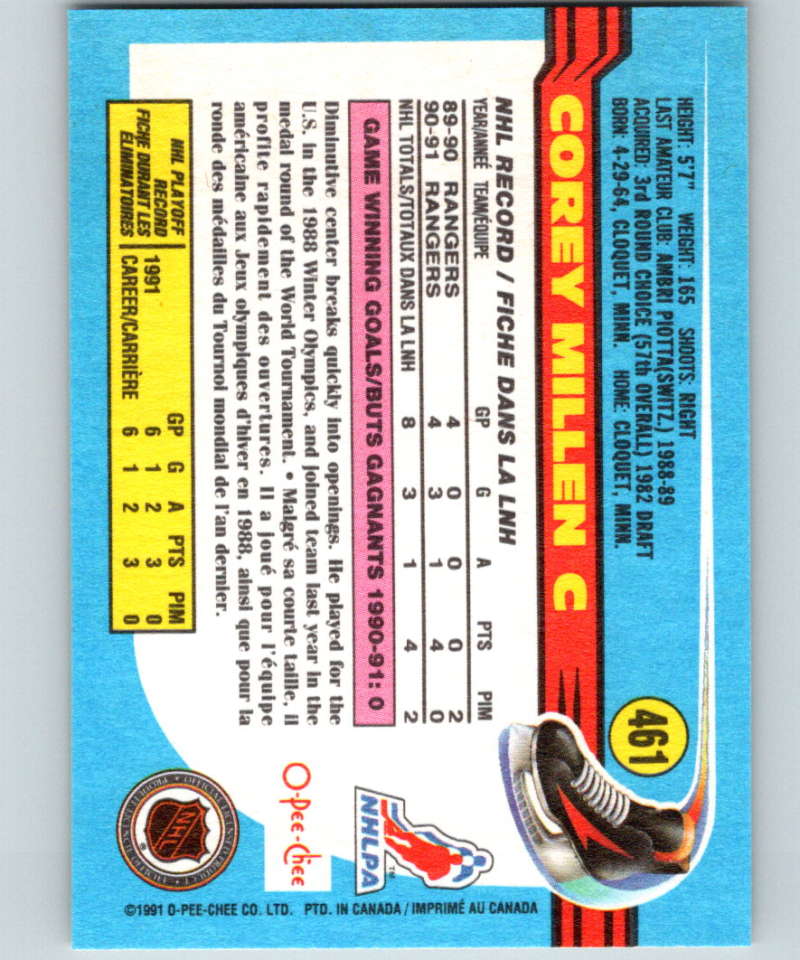 461
HEIGHT: 5'7" WEIGHT: 165 SHOOTS: RIGHT
LAST AMATEUR CLUB: AMBRI PIOTTA(SWITZ.) 1988-89
ACQUIRED: 3rd ROUND CHOICE (57th OVERALL) 1982 DRAFT
BORN: 4-29-64, CLOQUET, MINN. HOME: CLOQUET, MINN.
COREY MILLEN C
NHL RECORD / FICHE DANS LA LNH
YEAR/ANNEÉ TEAM/ÉQUIPE GP G A PTS PIM
89-90 RANGERS 4 0 0 0 2
90-91 RANGERS 4 3 1 4 0
NHL TOTALS/TOTAUX DANS LA LNH 8 3 1 4 2
GAME WINNING GOALS/BUTS GAGNANTS 1990-91: 0
Diminutive center breaks quickly into openings. He played for the
U.S. in the 1988 Winter Olympics, and joined team last year in the
medal round of the World Tournament. • Malgré sa courte taille, il
profite rapidement des ouvertures. Il a joué pour l'équipe
américaine aux Jeux olympiques d'hiver en 1988, ainsi que pour la
ronde des médailles du Tournoi mondial de l'an dernier.
NHL PLAYOFF
RECORD
FICHE DURANT LES
ÉLIMINATOIRES
GP G A PTS PIM
1991 6 1 2 3 0
CAREER/CARRIÈRE 6 1 2 3 0
NHLPA
TM
O-Pee-Chee
NHL
®
©1991 O-PEE-CHEE CO. LTD. PTD. IN CANADA / IMPRIMÉ AU CANADA